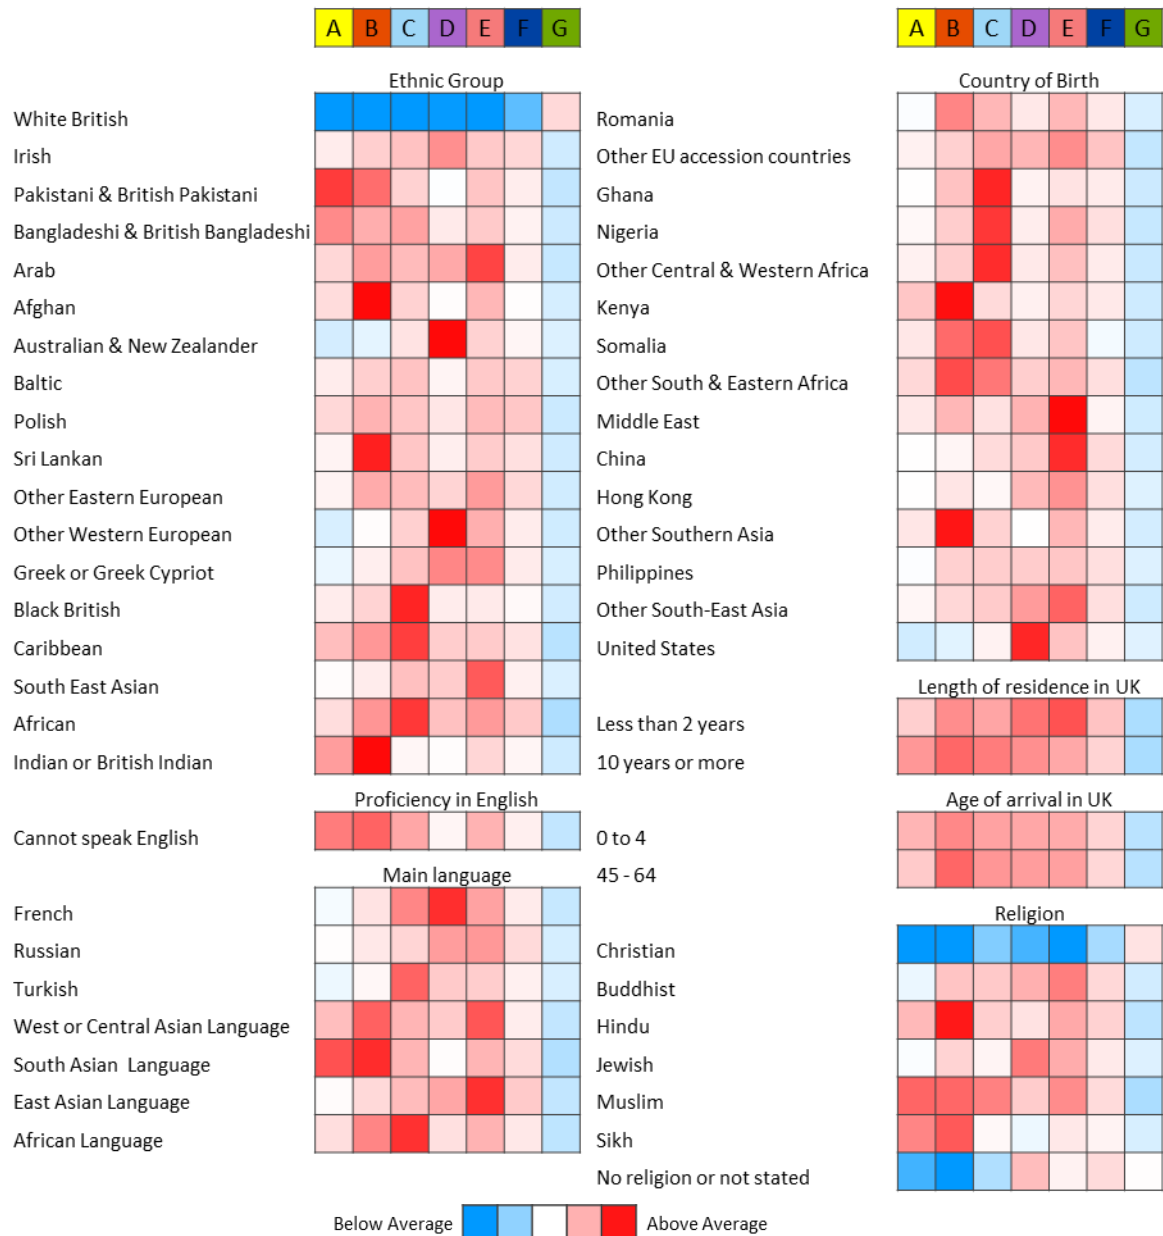 A B C D E F G
Ethnic Group
White British
Irish
Pakistani & British Pakistani
Bangladeshi & British Bangladeshi
Arab
Afghan
Australian & New Zealander
Baltic
Polish
Sri Lankan
Other Eastern European
Other Western European
Greek or Greek Cypriot
Black British
Caribbean
South East Asian
African
Indian or British Indian
Proficiency in English
Cannot speak English
Main language
French
Russian
Turkish
West or Central Asian Language
South Asian Language
East Asian Language
African Language
A B C D E F G
Country of Birth
Romania
Other EU accession countries
Ghana
Nigeria
Other Central & Western Africa
Kenya
Somalia
Other South & Eastern Africa
Middle East
China
Hong Kong
Other Southern Asia
Philippines
Other South-East Asia
United States
Length of residence in UK
Less than 2 years
10 years or more
Age of arrival in UK
0 to 4
45 - 64
Religion
Christian
Buddhist
Hindu
Jewish
Muslim
Sikh
No religion or not stated
Below Average Above Average